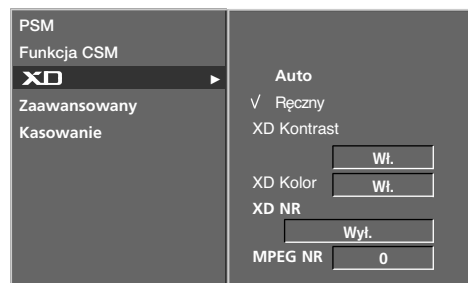 PSM
Funkcja CSM
XD ►
Zaawansowany
Kasowanie
Auto
√ Ręczny
XD Kontrast
Wł.
XD Kolor Wł.
XD NR
Wył.
MPEG NR 0